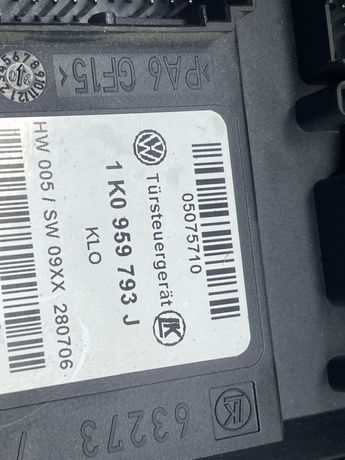 >PA6 GF15<
05075710
Türsteuergerät
1K0 959 793 J
KLO
HW 005 / SW 09XX 280706
63273